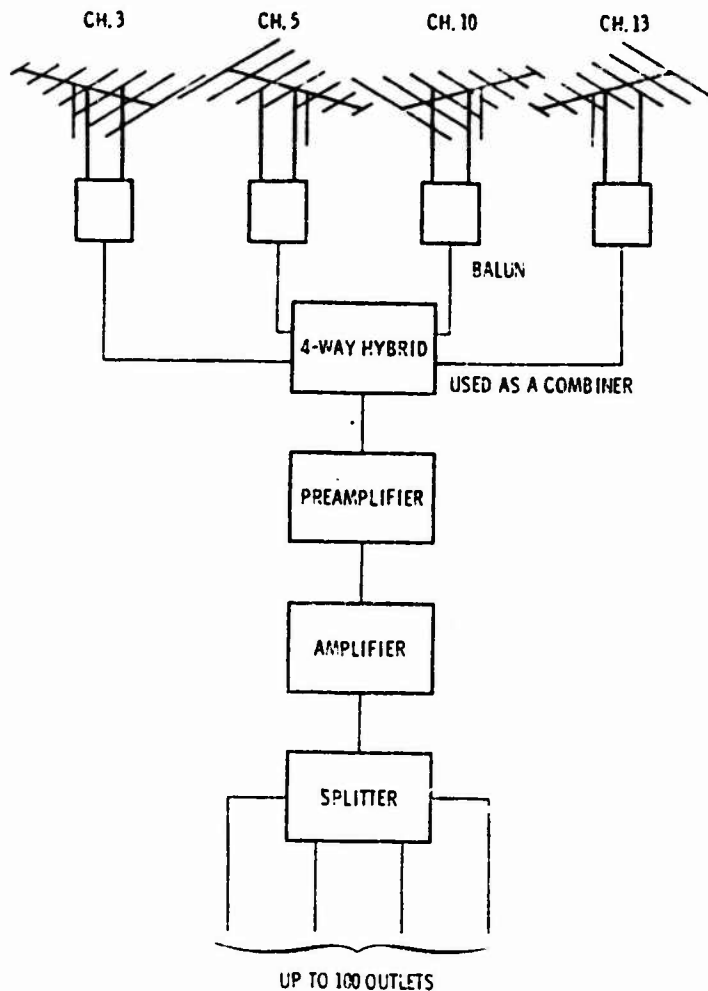 CH. 3
CH. 5
CH. 10
CH. 13
BALUN
4-WAY HYBRID
USED AS A COMBINER
PREAMPLIFIER
AMPLIFIER
SPLITTER
UP TO 100 OUTLETS